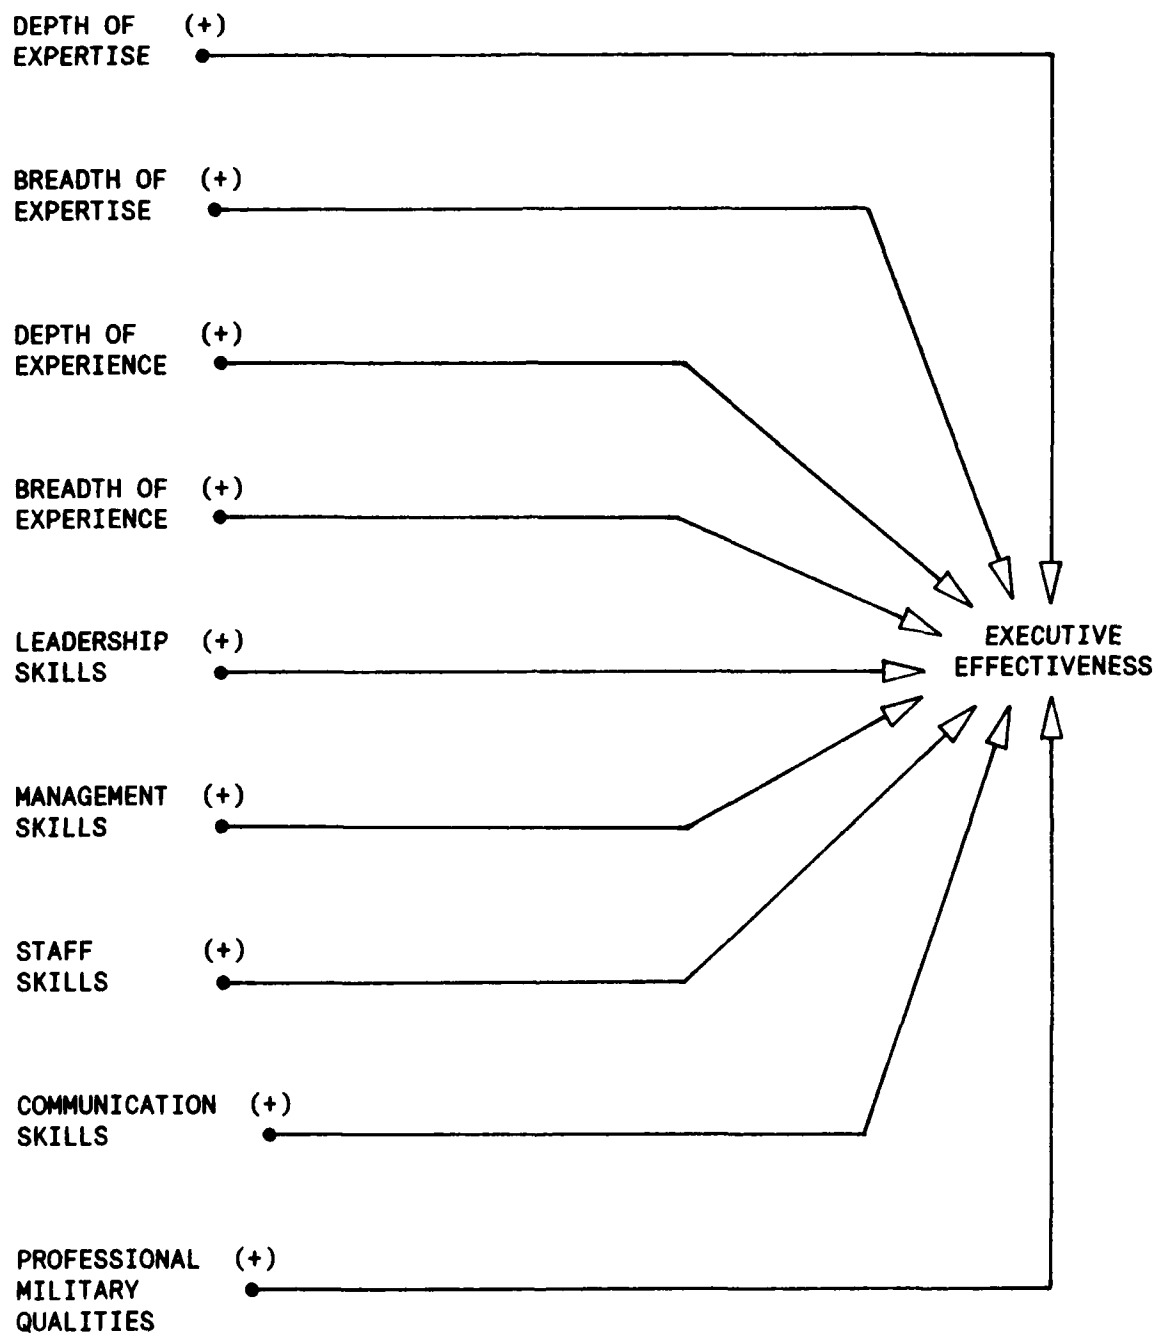 DEPTH OF (+)
EXPERTISE
BREADTH OF (+)
EXPERTISE
DEPTH OF (+)
EXPERIENCE
BREADTH OF (+)
EXPERIENCE
LEADERSHIP (+)
SKILLS
EXECUTIVE
EFFECTIVENESS
MANAGEMENT (+)
SKILLS
STAFF (+)
SKILLS
COMMUNICATION (+)
SKILLS
PROFESSIONAL (+)
MILITARY
QUALITIES